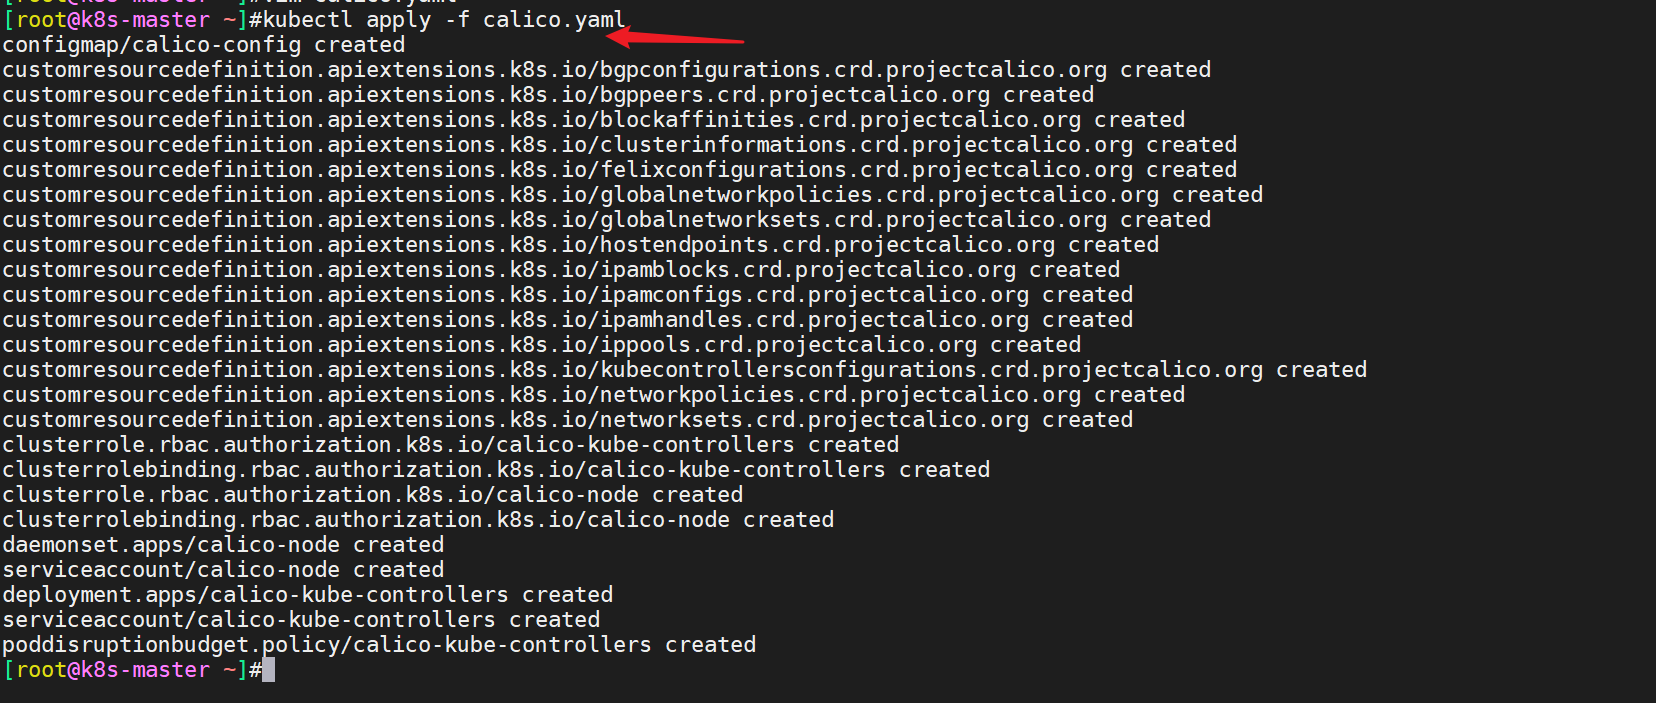 [root@k8s-master ~]#kubectl apply -f calico.yaml
configmap/calico-config created
customresourcedefinition.apiextensions.k8s.io/bgpconfigurations.crd.projectcalico.org created
customresourcedefinition.apiextensions.k8s.io/bgppeers.crd.projectcalico.org created
customresourcedefinition.apiextensions.k8s.io/blockaffinities.crd.projectcalico.org created
customresourcedefinition.apiextensions.k8s.io/clusterinformations.crd.projectcalico.org created
customresourcedefinition.apiextensions.k8s.io/felixconfigurations.crd.projectcalico.org created
customresourcedefinition.apiextensions.k8s.io/globalnetworkpolicies.crd.projectcalico.org created
customresourcedefinition.apiextensions.k8s.io/globalnetworksets.crd.projectcalico.org created
customresourcedefinition.apiextensions.k8s.io/hostendpoints.crd.projectcalico.org created
customresourcedefinition.apiextensions.k8s.io/ipamblocks.crd.projectcalico.org created
customresourcedefinition.apiextensions.k8s.io/ipamconfigs.crd.projectcalico.org created
customresourcedefinition.apiextensions.k8s.io/ipamhandles.crd.projectcalico.org created
customresourcedefinition.apiextensions.k8s.io/ippools.crd.projectcalico.org created
customresourcedefinition.apiextensions.k8s.io/kubecontrollersconfigurations.crd.projectcalico.org created
customresourcedefinition.apiextensions.k8s.io/networkpolicies.crd.projectcalico.org created
customresourcedefinition.apiextensions.k8s.io/networksets.crd.projectcalico.org created
clusterrole.rbac.authorization.k8s.io/calico-kube-controllers created
clusterrolebinding.rbac.authorization.k8s.io/calico-kube-controllers created
clusterrole.rbac.authorization.k8s.io/calico-node created
clusterrolebinding.rbac.authorization.k8s.io/calico-node created
daemonset.apps/calico-node created
serviceaccount/calico-node created
deployment.apps/calico-kube-controllers created
serviceaccount/calico-kube-controllers created
poddisruptionbudget.policy/calico-kube-controllers created
[root@k8s-master ~]#